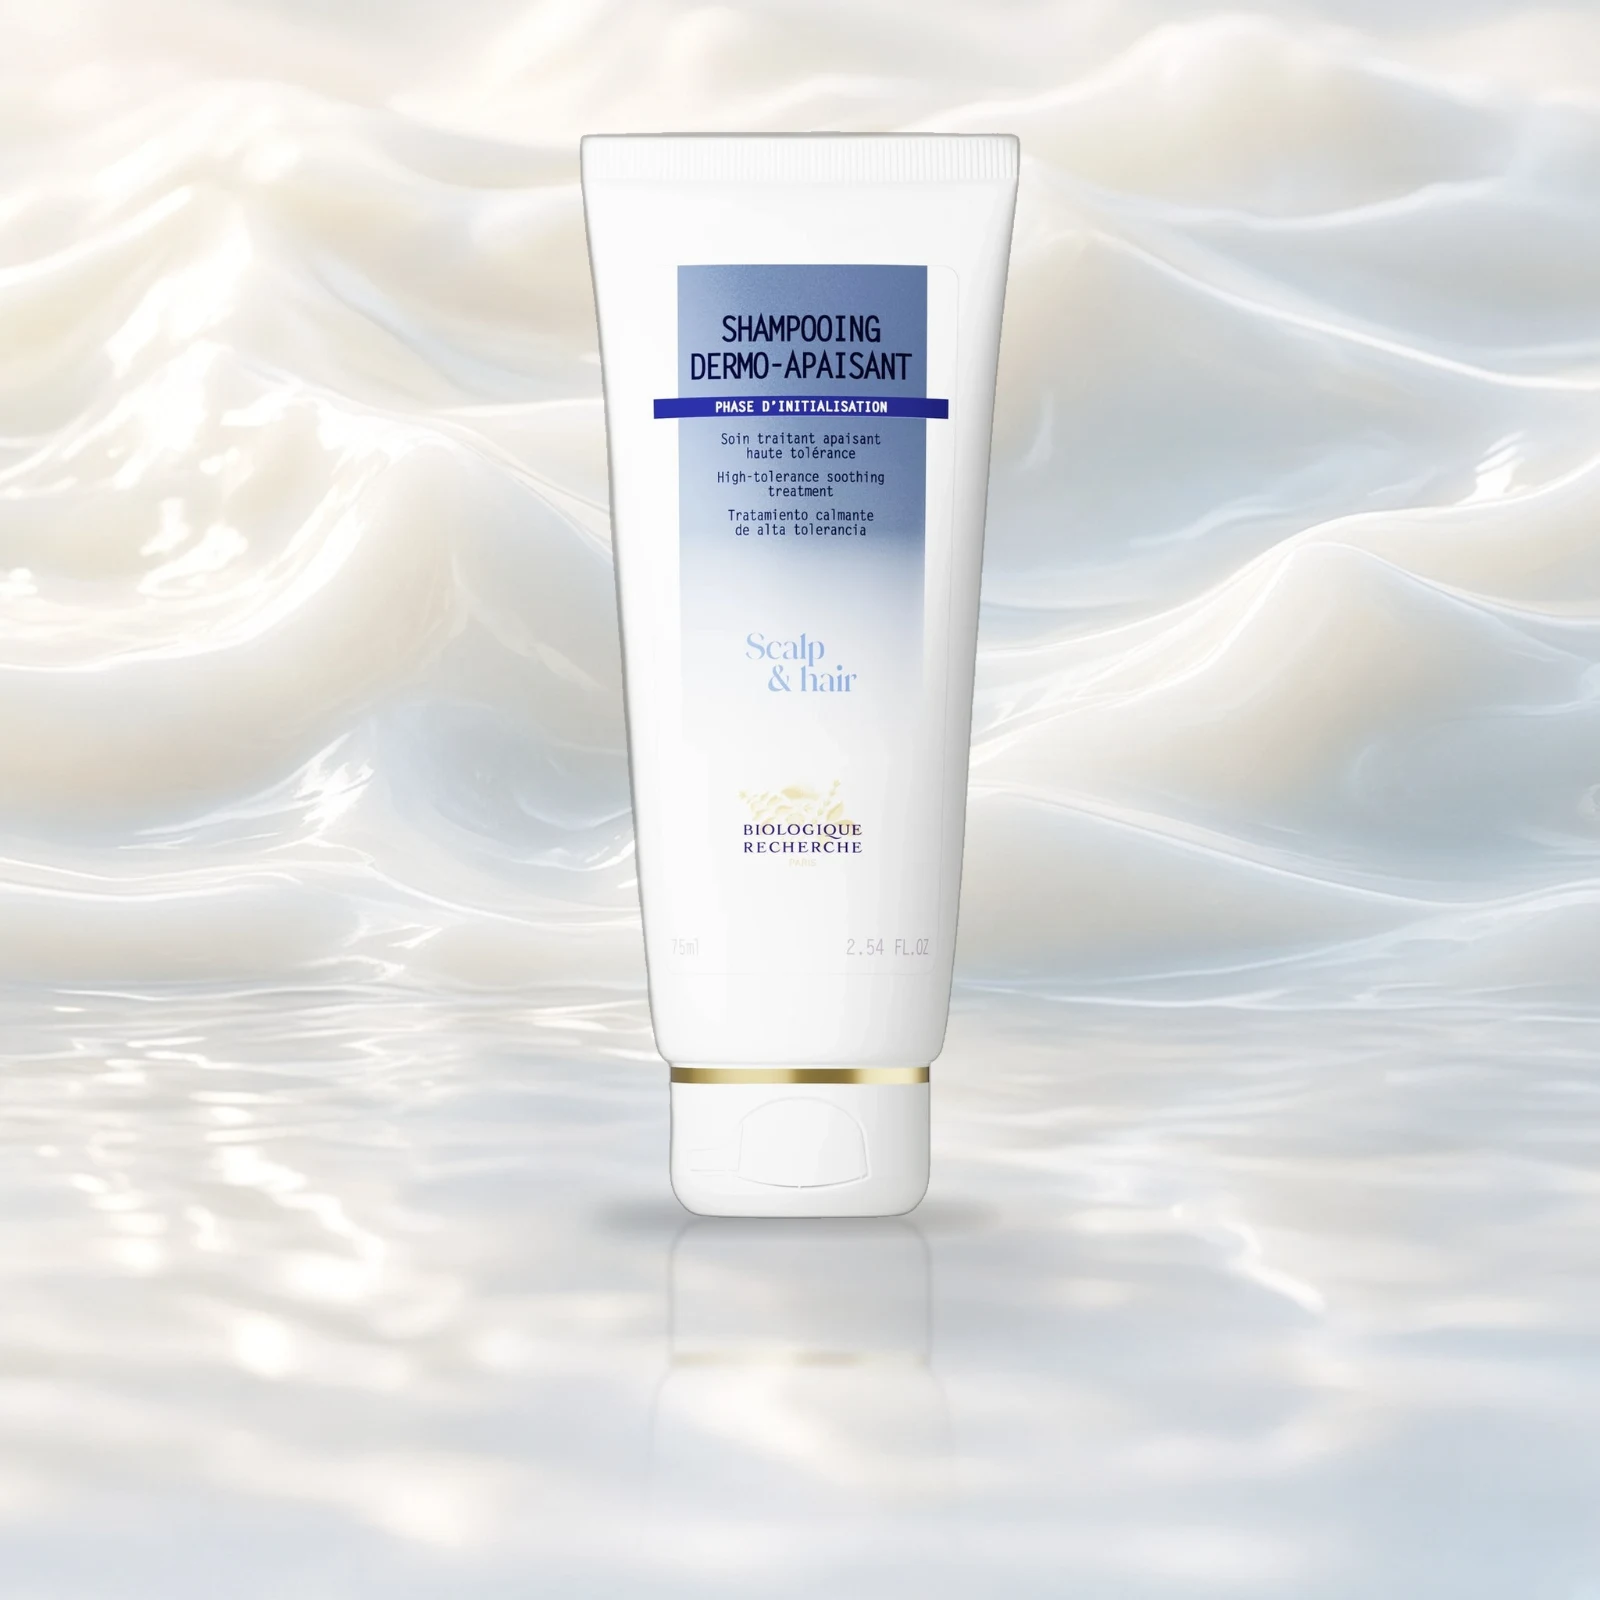 SHAMPOOING
DERMO-APAISANT
PHASE D'INITIALISATION
Soin traitant apaisant
haute tolérance
High-tolerance soothing
treatment
Tratamiento calmante
de alta tolerancia
Scalp
& hair
BIOLOGIQUE
RECHERCHE
PARIS
75ml 2.54 FL.OZ